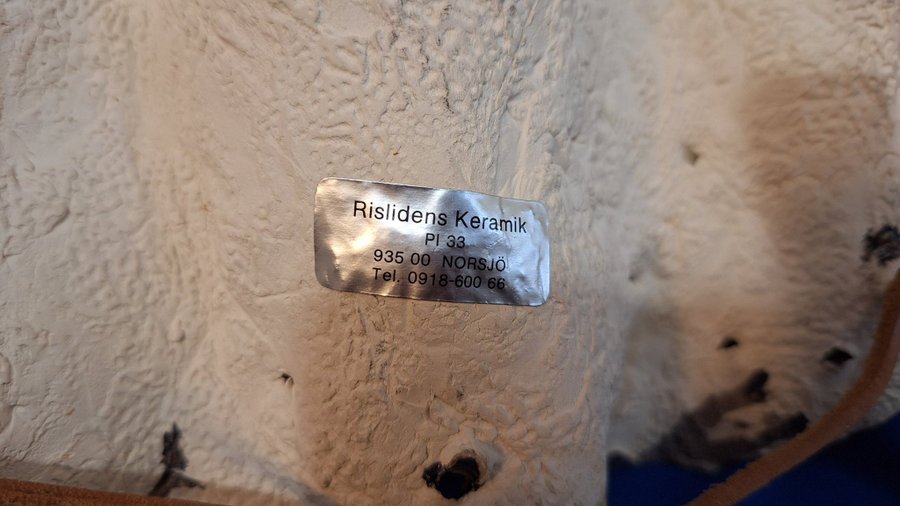 Rislidens Keramik
Pl 33
935 00 NORSJÖ
Tel. 0918-600 66